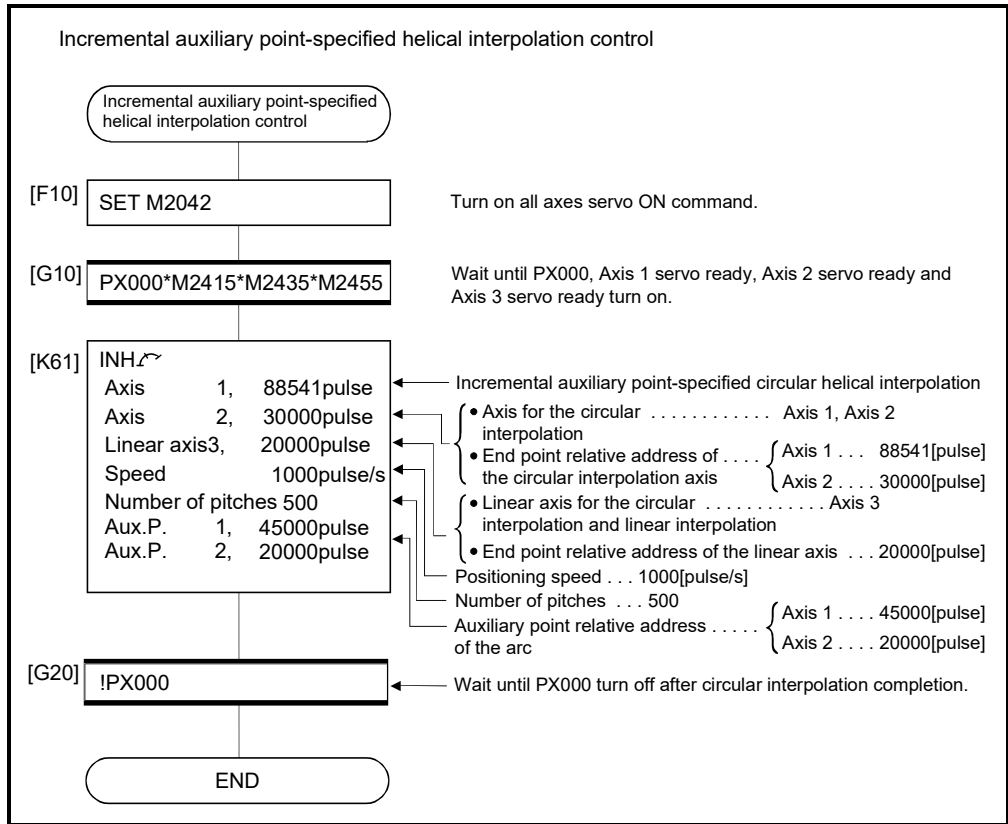 Incremental auxiliary point-specified helical interpolation control
Incremental auxiliary point-specified
helical interpolation control
[F10]
SET M2042
Turn on all axes servo ON command.
[G10]
PX000*M2415*M2435*M2455
Wait until PX000, Axis 1 servo ready, Axis 2 servo ready and
Axis 3 servo ready turn on.
[K61]
INH
Axis 1, 88541pulse
Axis 2, 30000pulse
Linear axis3, 20000pulse
Speed 1000pulse/s
Number of pitches 500
Aux.P. 1, 45000pulse
Aux.P. 2, 20000pulse
Incremental auxiliary point-specified circular helical interpolation
• Axis for the circular . . . . . . . . . . . . Axis 1, Axis 2
interpolation
• End point relative address of . . . .
the circular interpolation axis
Axis 1 . . . 88541[pulse]
Axis 2 . . . . 30000[pulse]
• Linear axis for the circular . . . . . . . . . . . . Axis 3
interpolation and linear interpolation
• End point relative address of the linear axis . . . 20000[pulse]
Positioning speed . . . 1000[pulse/s]
Number of pitches . . . 500
Auxiliary point relative address . . . . .
of the arc
Axis 1 . . . . 45000[pulse]
Axis 2 . . . . 20000[pulse]
[G20]
!PX000
Wait until PX000 turn off after circular interpolation completion.
END